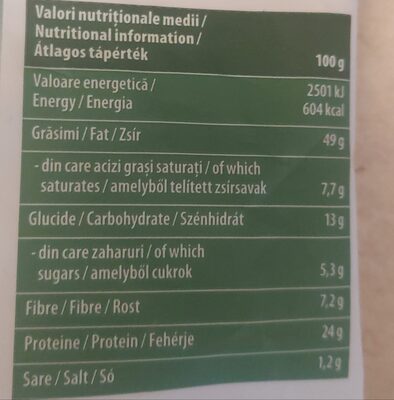 Valori nutriționale medii /
Nutritional information /
Átlagos tápérték 100 g
Valoare energetică / 2501 kJ
Energy / Energia 604 kcal
Grăsimi / Fat / Zsír 49 g
- din care acizi grași saturați / of which
saturates / amelyből telített zsírsavak 7,7 g
Glucide / Carbohydrate / Szénhidrát 13 g
- din care zaharuri / of which
sugars / amelyből cukrok 5,3 g
Fibre / Fibre / Rost 7,2 g
Proteine / Protein / Fehérje 24 g
Sare / Salt / Só 1,2 g